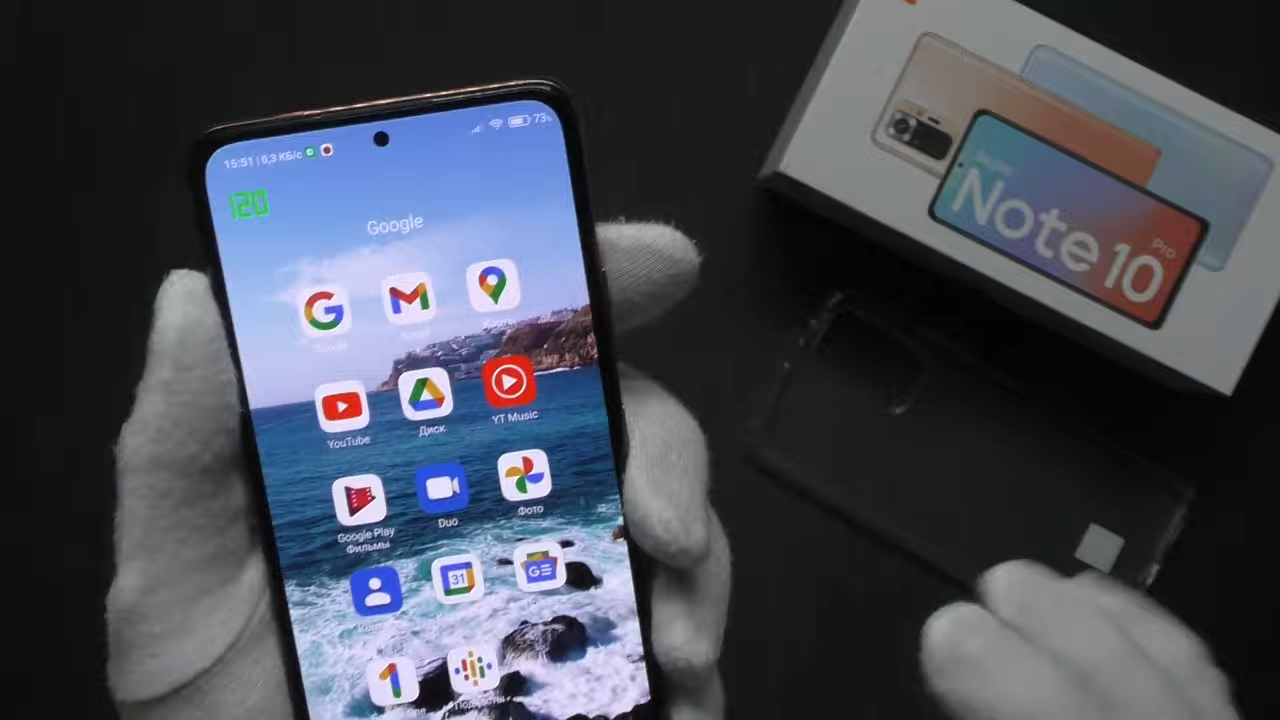 15:51 | 0,3 КБ/с
73%
120
Google
YouTube
Диск
YT Music
Google Play
Фильмы
Duo
Фото
31
Подкасты
Note 10
Pro